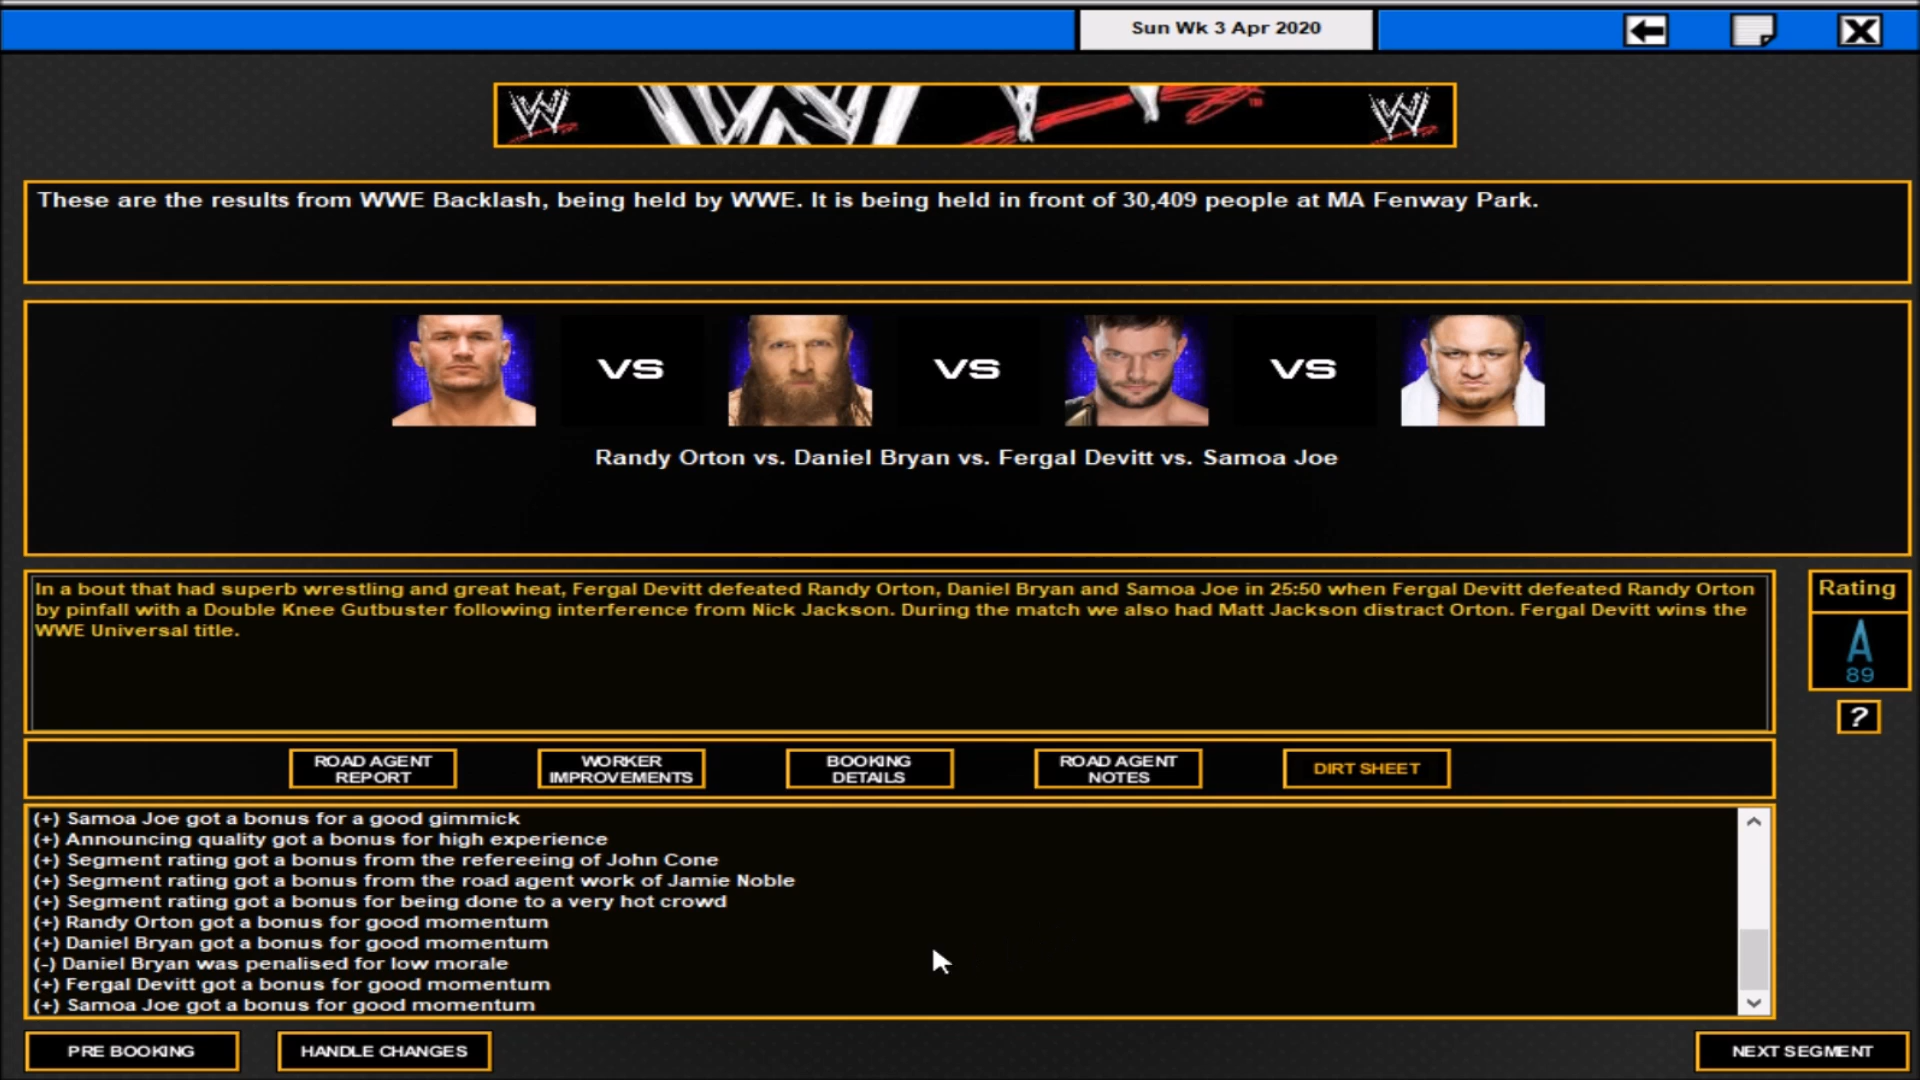 Sun Wk 3 Apr 2020
These are the results from WWE Backlash, being held by WWE. It is being held in front of 30,409 people at MA Fenway Park.
VS VS VS
Randy Orton vs. Daniel Bryan vs. Fergal Devitt vs. Samoa Joe
In a bout that had superb wrestling and great heat, Fergal Devitt defeated Randy Orton, Daniel Bryan and Samoa Joe in 25:50 when Fergal Devitt defeated Randy Orton
by pinfall with a Double Knee Gutbuster following interference from Nick Jackson. During the match we also had Matt Jackson distract Orton. Fergal Devitt wins the
WWE Universal title.
Rating
A
89
?
ROAD AGENT
REPORT
WORKER
IMPROVEMENTS
BOOKING
DETAILS
ROAD AGENT
NOTES
DIRT SHEET
(+) Samoa Joe got a bonus for a good gimmick
(+) Announcing quality got a bonus for high experience
(+) Segment rating got a bonus from the refereeing of John Cone
(+) Segment rating got a bonus from the road agent work of Jamie Noble
(+) Segment rating got a bonus for being done to a very hot crowd
(+) Randy Orton got a bonus for good momentum
(+) Daniel Bryan got a bonus for good momentum
(-) Daniel Bryan was penalised for low morale
(+) Fergal Devitt got a bonus for good momentum
(+) Samoa Joe got a bonus for good momentum
PRE BOOKING
HANDLE CHANGES
NEXT SEGMENT